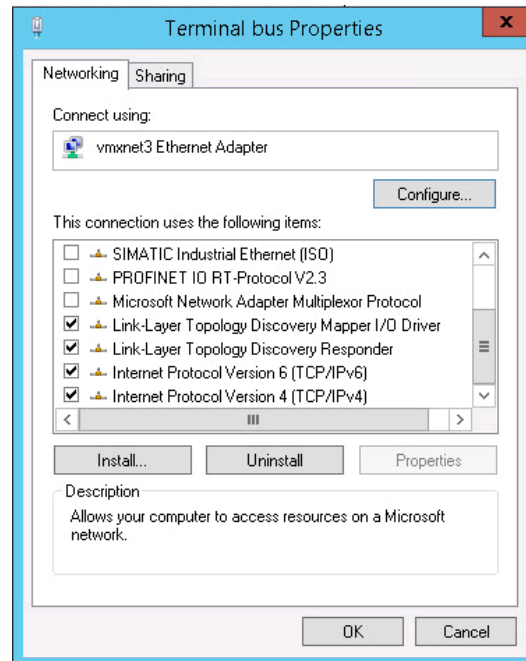 Terminal bus Properties
x
Networking
Sharing
Connect using:
vmxnet3 Ethernet Adapter
Configure...
This connection uses the following items:
SIMATIC Industrial Ethernet (ISO)
PROFINET IO RT-Protocol V2.3
Microsoft Network Adapter Multiplexor Protocol
Link-Layer Topology Discovery Mapper I/O Driver
Link-Layer Topology Discovery Responder
Internet Protocol Version 6 (TCP/IPv6)
Internet Protocol Version 4 (TCP/IPv4)
Install...
Uninstall
Properties
Description
Allows your computer to access resources on a Microsoft
network.
OK
Cancel